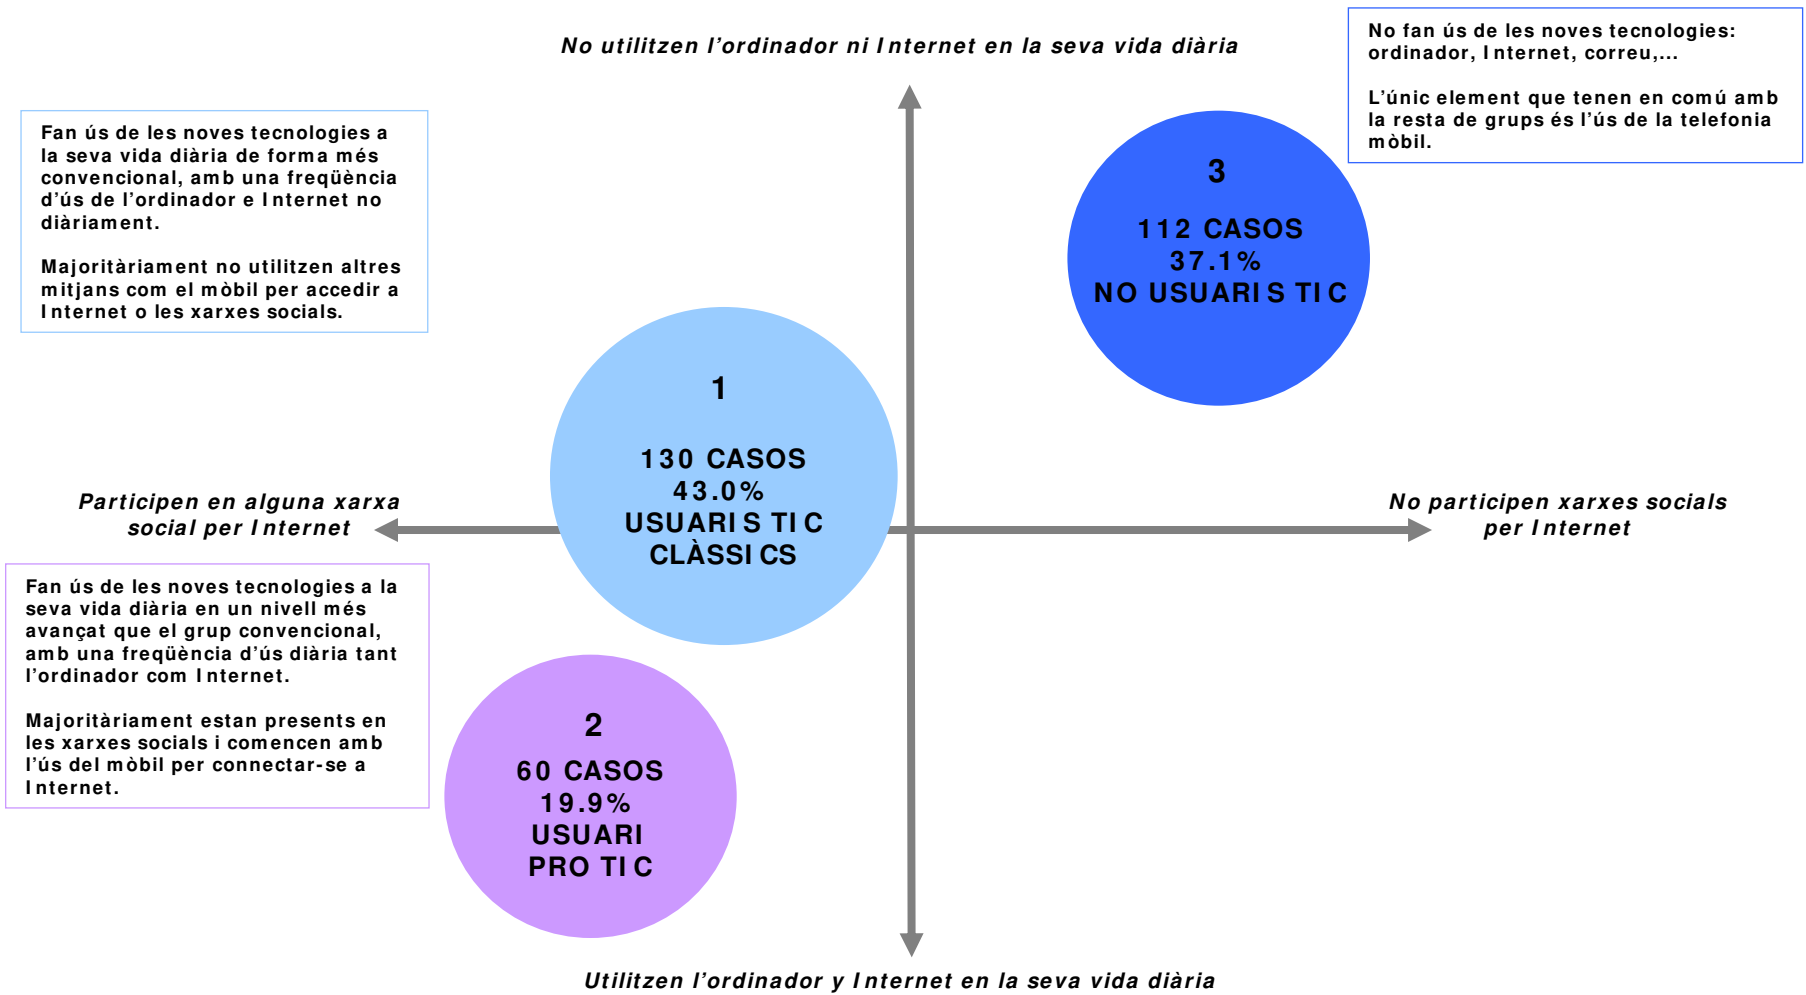 No utilitzen l'ordinador ni Internet en la seva vida diària
No fan ús de les noves tecnologies:
ordinador, Internet, correu,...
L'únic element que tenen en comú amb
la resta de grups és l'ús de la telefonia
mòbil.
Fan ús de les noves tecnologies a
la seva vida diària de forma més
convencional, amb una freqüència
d'ús de l'ordinador e Internet no
diàriament.
Majoritàriament no utilitzen altres
mitjans com el mòbil per accedir a
Internet o les xarxes socials.
3
112 CASOS
37.1%
NO USUARIS TIC
1
130 CASOS
43.0%
USUARIS TIC
CLÀSSICS
Participen en alguna xarxa
social per Internet
No participen xarxes socials
per Internet
Fan ús de les noves tecnologies a la
seva vida diària en un nivell més
avançat que el grup convencional,
amb una freqüència d'ús diària tant
l'ordinador com Internet.
Majoritàriament estan presents en
les xarxes socials i comencen amb
l'ús del mòbil per connectar-se a
Internet.
2
60 CASOS
19.9%
USUARI
PRO TIC
Utilitzen l'ordinador y Internet en la seva vida diària